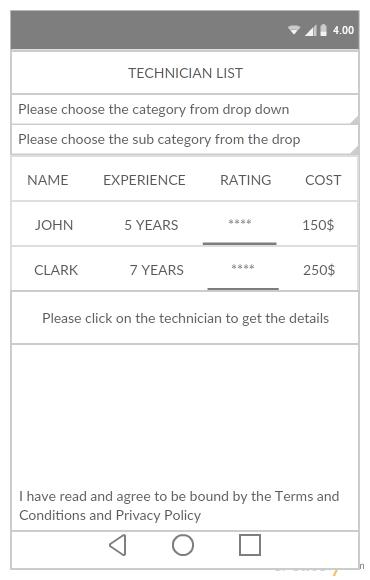 4.00
TECHNICIAN LIST
Please choose the category from drop down
Please choose the sub category from the drop
NAME EXPERIENCE RATING COST
JOHN 5 YEARS **** 150$
CLARK 7 YEARS **** 250$
Please click on the technician to get the details
I have read and agree to be bound by the Terms and
Conditions and Privacy Policy